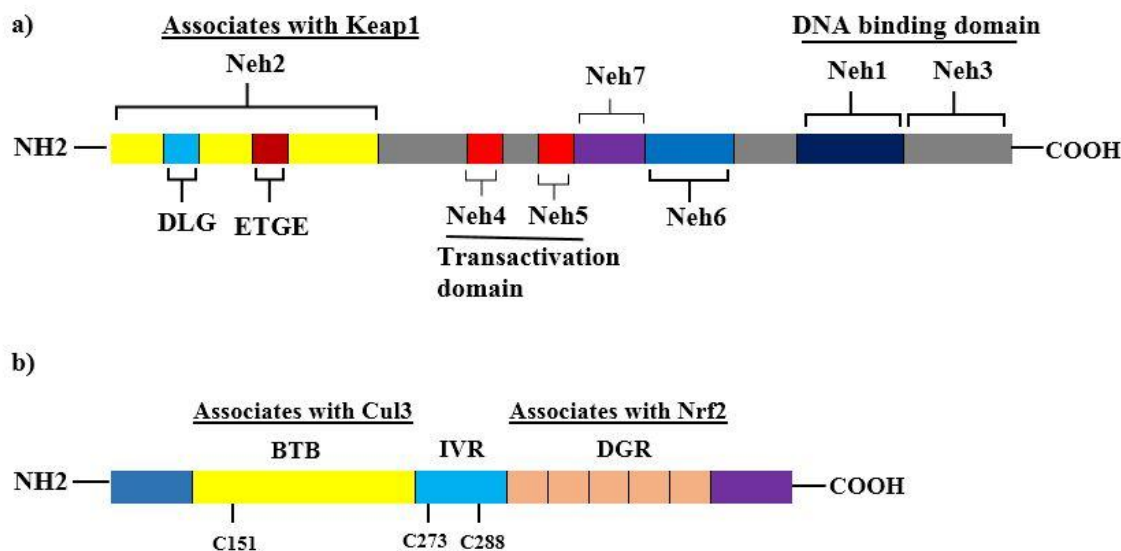 a)
Associates with Keap1
DNA binding domain
Neh2
Neh7
Neh1
Neh3
NH2
COOH
DLG
ETGE
Neh4
Neh5
Neh6
Transactivation
domain
b)
Associates with Cul3
Associates with Nrf2
BTB
IVR
DGR
NH2
COOH
C151
C273
C288